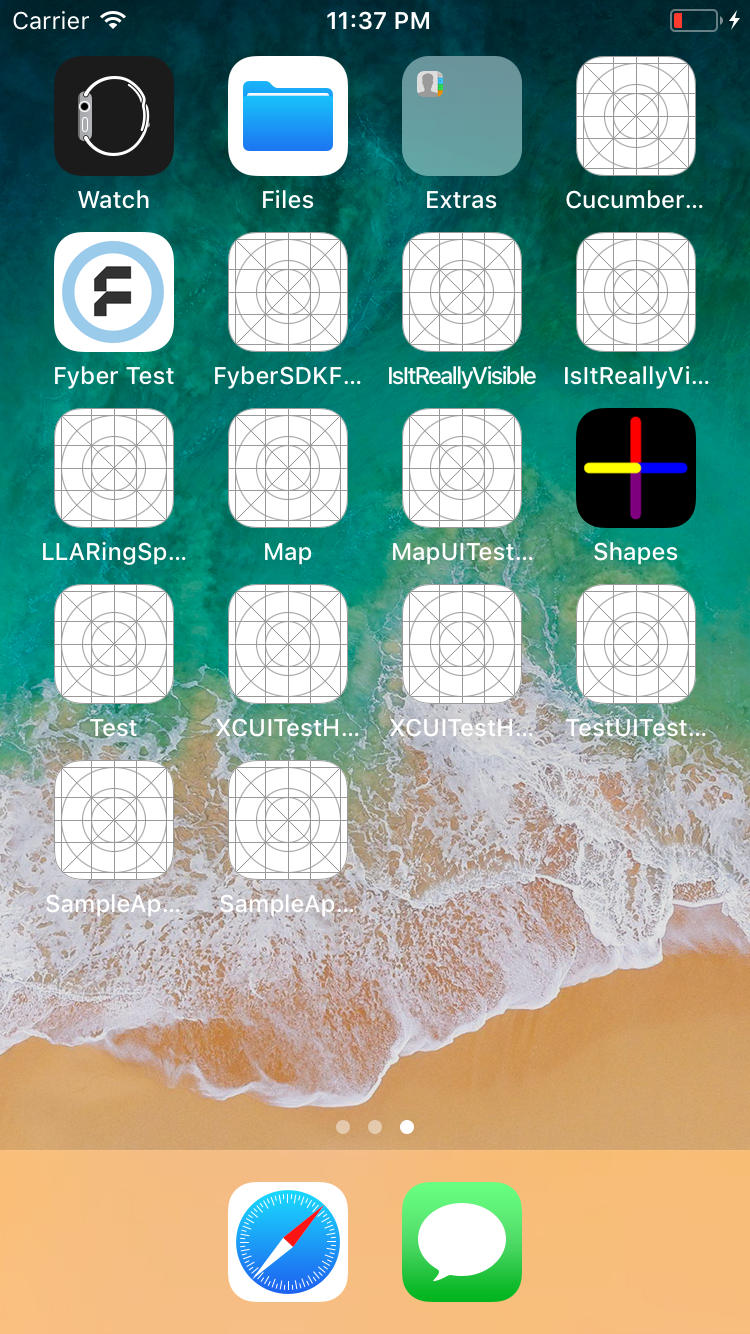 Carrier 11:37 PM
Watch Files Extras Cucumber...
Fyber Test FyberSDKF... IsItReallyVisible IsItReallyVi...
LLARingSp... Map MapUITest... Shapes
Test XCUITestH... XCUITestH... TestUITest...
SampleAp... SampleAp...